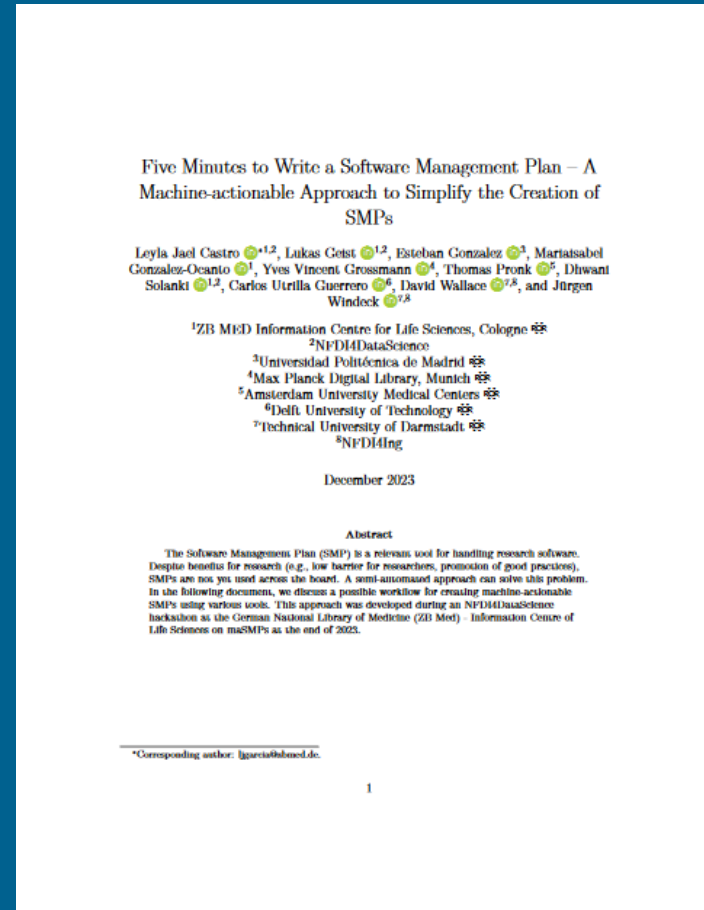 Five Minutes to Write a Software Management Plan – A
Machine-actionable Approach to Simplify the Creation of
SMPs
Leyla Jael Castro *1,2, Lukas Geist 1,2, Esteban Gonzalez 3, Mariaisabel
Gonzalez-Ocanto 1, Yves Vincent Grossmann 4, Thomas Pronk 5, Dhwani
Solanki 1,2, Carlos Utrilla Guerrero 6, David Wallace 7,8, and Jürgen
Windeck 7,8
1ZB MED Information Centre for Life Sciences, Cologne
2NFDI4DataScience
3Universidad Politécnica de Madrid
4Max Planck Digital Library, Munich
5Amsterdam University Medical Centers
6Delft University of Technology
7Technical University of Darmstadt
8NFDI4Ing
December 2023
Abstract
The Software Management Plan (SMP) is a relevant tool for handling research software.
Despite benefits for research (e.g., low barrier for researchers, promotion of good practices),
SMPs are not yet used across the board. A semi-automated approach can solve this problem.
In the following document, we discuss a possible workflow for creating machine-actionable
SMPs using various tools. This approach was developed during an NFDI4DataScience
hackathon at the German National Library of Medicine (ZB Med) - Information Centre of
Life Sciences on maSMPs at the end of 2023.
*Corresponding author: ljgarcia@zbmed.de.
1